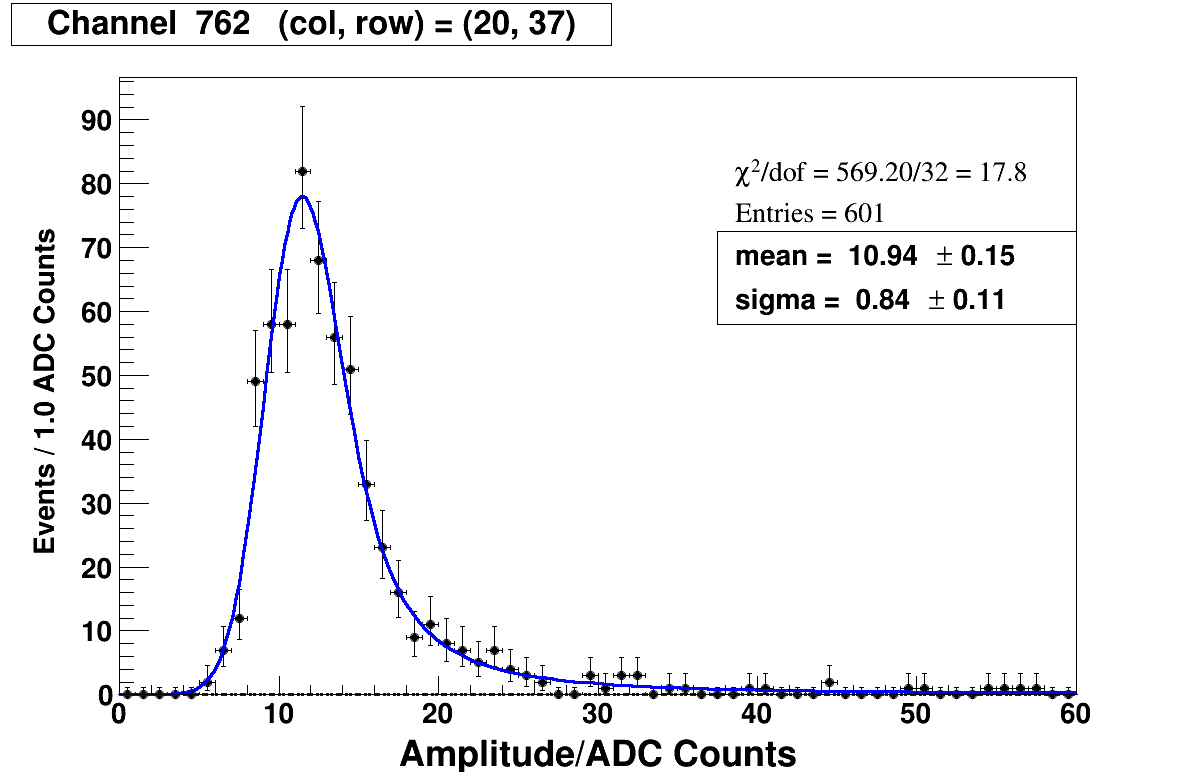 Channel 762 (col, row) = (20, 37)
χ²/dof = 569.20/32 = 17.8
Entries = 601
mean = 10.94 ± 0.15
sigma = 0.84 ± 0.11
Events / 1.0 ADC Counts
90
80
70
60
50
40
30
20
10
0
0 10 20 30 40 50 60
Amplitude/ADC Counts